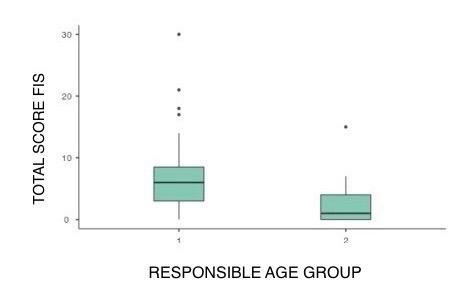 30
20
10
0
TOTAL SCORE FIS
1 2
RESPONSIBLE AGE GROUP